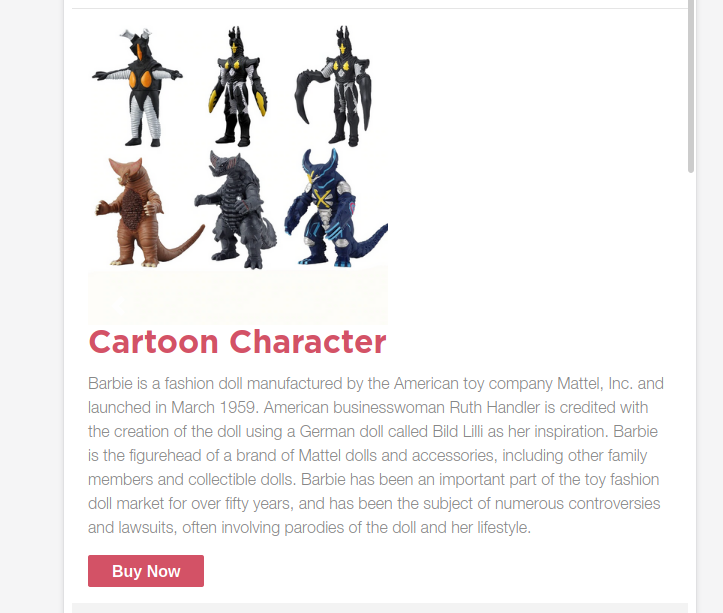 Cartoon Character
Barbie is a fashion doll manufactured by the American toy company Mattel, Inc. and
launched in March 1959. American businesswoman Ruth Handler is credited with
the creation of the doll using a German doll called Bild Lilli as her inspiration. Barbie
is the figurehead of a brand of Mattel dolls and accessories, including other family
members and collectible dolls. Barbie has been an important part of the toy fashion
doll market for over fifty years, and has been the subject of numerous controversies
and lawsuits, often involving parodies of the doll and her lifestyle.
Buy Now